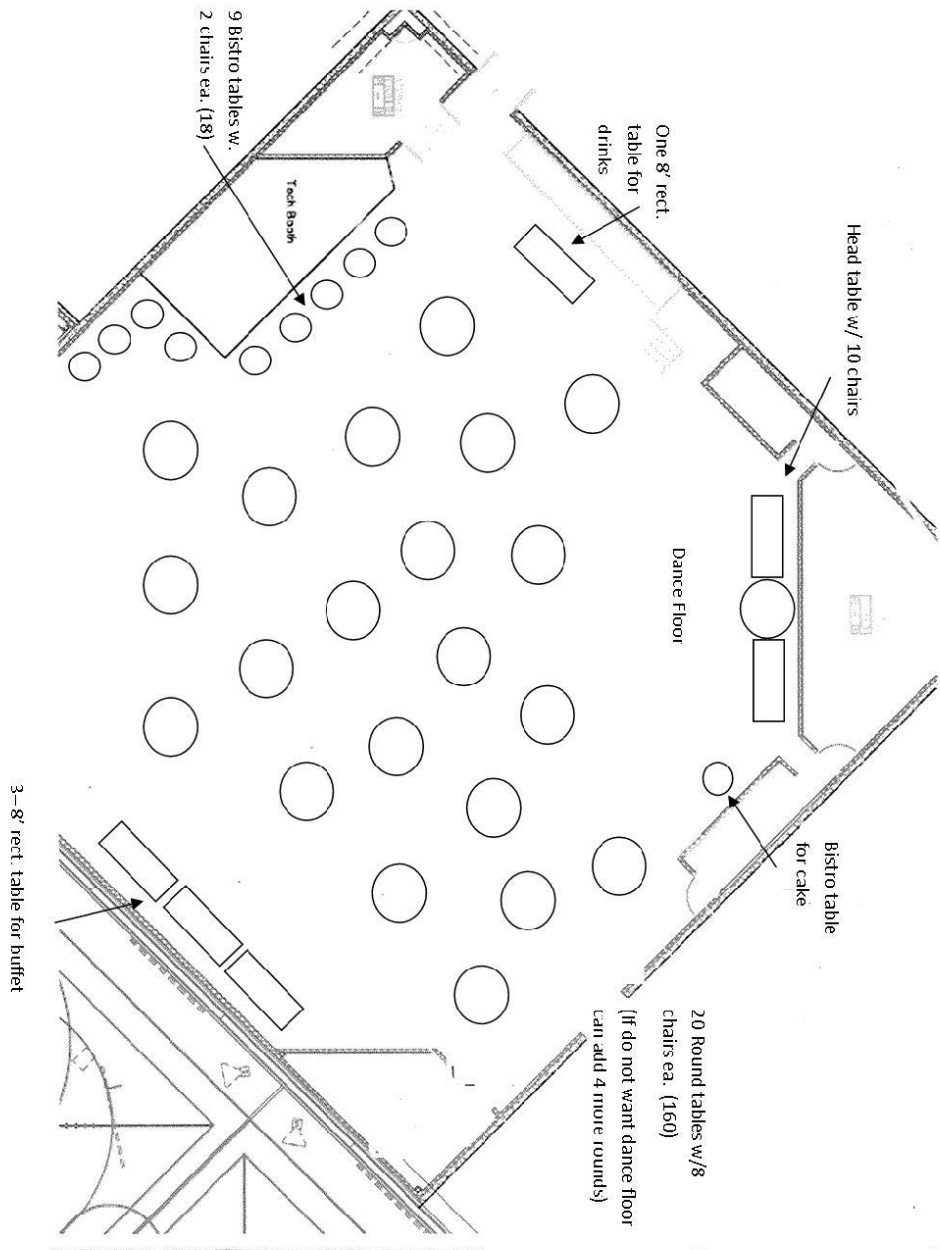 9 Bistro tables w.
2 chairs ea. (18)
Tech Booth
One 8’ rect.
table for
drinks
Head table w/ 10 chairs
Dance Floor
Bistro table
for cake
20 Round tables w/8
chairs ea. (160)
(If do not want dance floor
can add 4 more rounds)
3–8’ rect. table for buffet